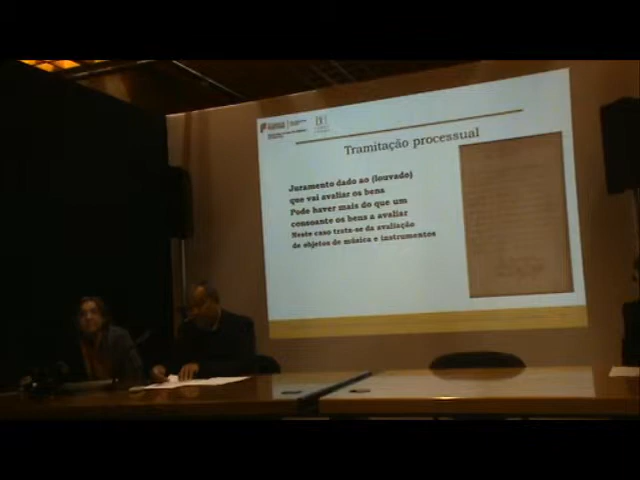 Tramitação processual
Juramento dado ao (louvado)
que vai avaliar os bens
Pode haver mais do que um
consoante os bens a avaliar
Neste caso trata-se da avaliação
de objetos de música e instrumentos